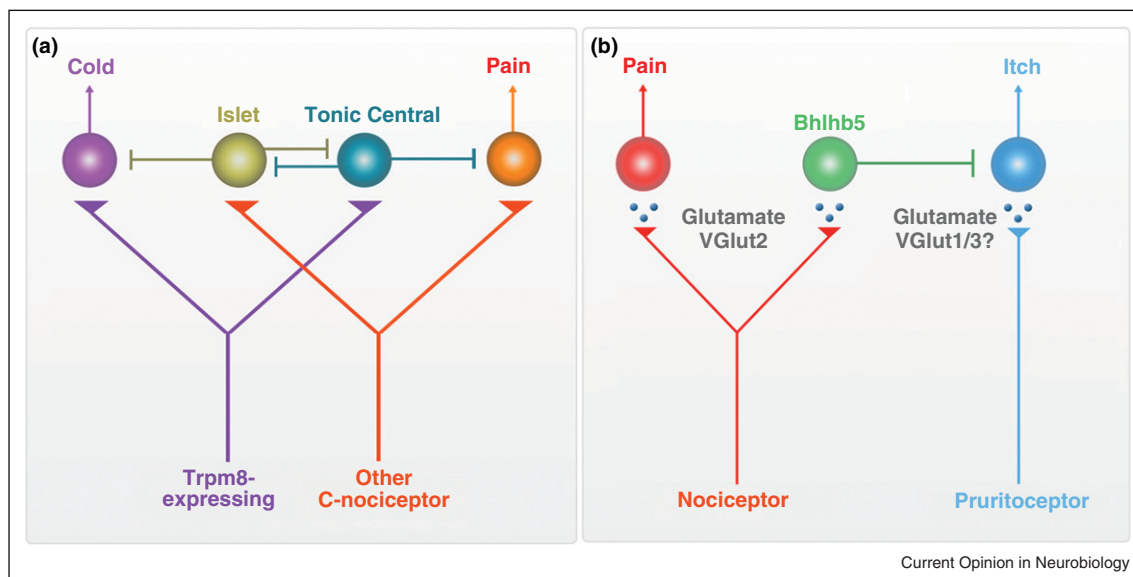 (a)
Cold
Islet
Tonic Central
Pain
Trpm8-
expressing
Other
C-nociceptor
(b)
Pain
Bhlhb5
Itch
Glutamate
VGlut2
Glutamate
VGlut1/3?
Nociceptor
Pruritoceptor
Current Opinion in Neurobiology